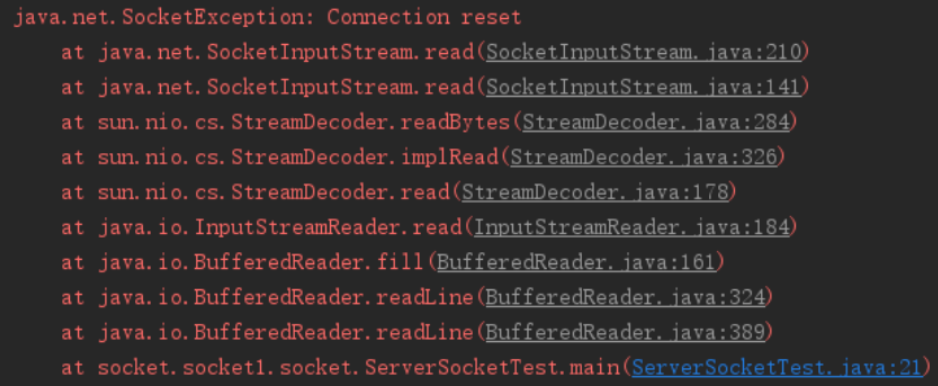 java.net.SocketException: Connection reset
at java.net.SocketInputStream.read(SocketInputStream.java:210)
at java.net.SocketInputStream.read(SocketInputStream.java:141)
at sun.nio.cs.StreamDecoder.readBytes(StreamDecoder.java:284)
at sun.nio.cs.StreamDecoder.implRead(StreamDecoder.java:326)
at sun.nio.cs.StreamDecoder.read(StreamDecoder.java:178)
at java.io.InputStreamReader.read(InputStreamReader.java:184)
at java.io.BufferedReader.fill(BufferedReader.java:161)
at java.io.BufferedReader.readLine(BufferedReader.java:324)
at java.io.BufferedReader.readLine(BufferedReader.java:389)
at socket.socket1.socket.ServerSocketTest.main(ServerSocketTest.java:21)